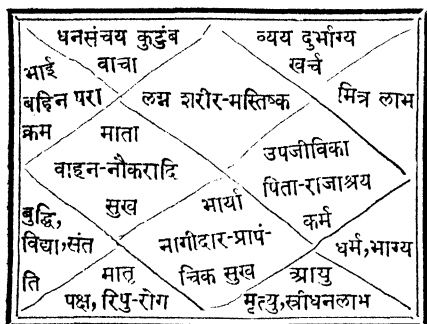 धनसंचय कुटुंब
वाचा
व्यय दुर्भाग्य
खर्च
भाई
बहिन परा
क्रम
लग्न शरीर-मस्तिष्क
मित्र लाभ
माता
वाहन-नौकरादि
सुख
उपजीविका
पिता-राजाश्रय
कर्म
बुद्धि,
विद्या,संत
ति
भार्या
नागीदार-प्रापं-
चिक सुख
धर्म,भाग्य
मातृ
पक्ष, रिपु-रोग
आयु
मृत्यु,स्त्रीधनलाभ